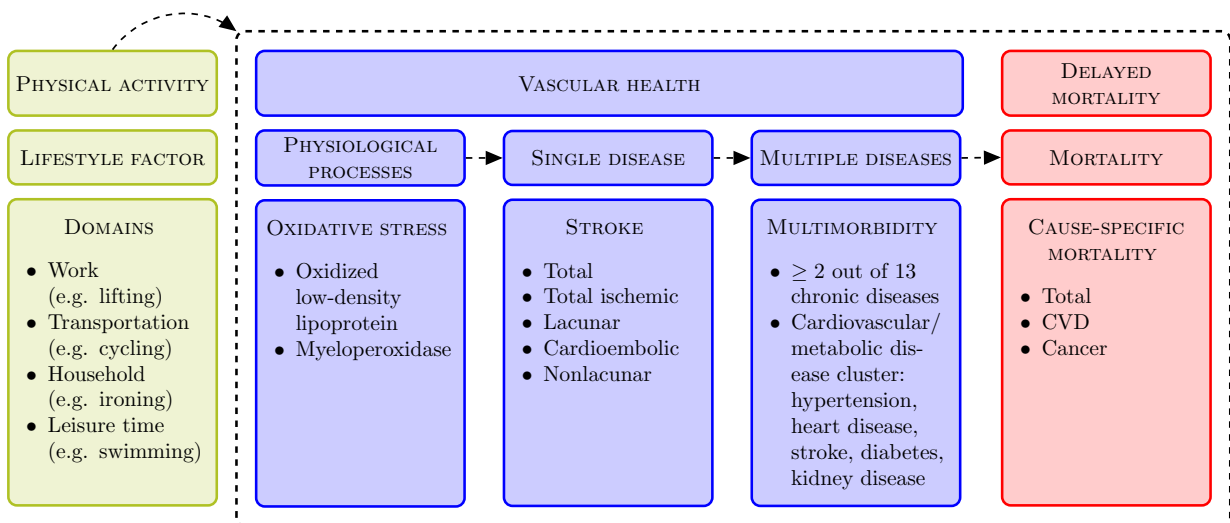 PHYSICAL ACTIVITY
VASCULAR HEALTH
DELAYED
MORTALITY
LIFESTYLE FACTOR
PHYSIOLOGICAL
PROCESSES
SINGLE DISEASE
MULTIPLE DISEASES
MORTALITY
DOMAINS
• Work
(e.g. lifting)
• Transportation
(e.g. cycling)
• Household
(e.g. ironing)
• Leisure time
(e.g. swimming)
OXIDATIVE STRESS
• Oxidized
low-density
lipoprotein
• Myeloperoxidase
STROKE
• Total
• Total ischemic
• Lacunar
• Cardioembolic
• Nonlacunar
MULTIMORBIDITY
• ≥ 2 out of 13
chronic diseases
• Cardiovascular/
metabolic dis-
ease cluster:
hypertension,
heart disease,
stroke, diabetes,
kidney disease
CAUSE-SPECIFIC
MORTALITY
• Total
• CVD
• Cancer